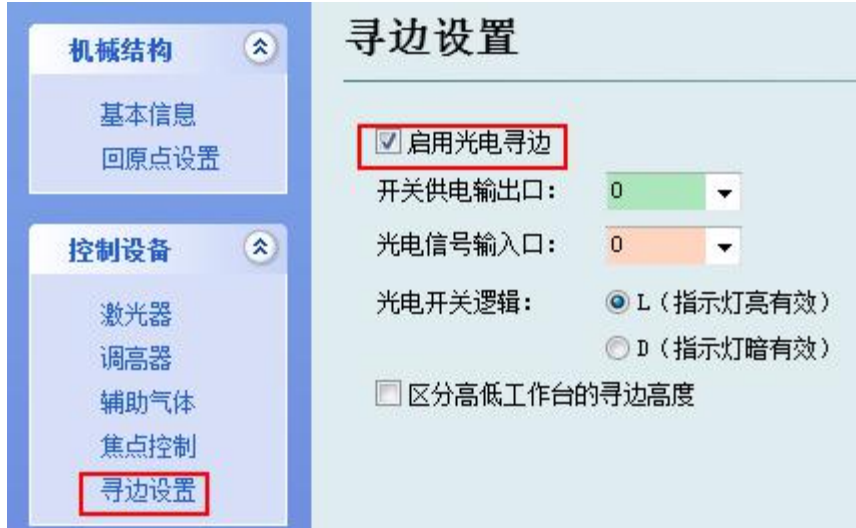 机械结构
基本信息
回原点设置
控制设备
激光器
调高器
辅助气体
焦点控制
寻边设置
寻边设置
启用光电寻边
开关供电输出口： 0
光电信号输入口： 0
光电开关逻辑： L（指示灯亮有效）
D（指示灯暗有效）
区分高低工作台的寻边高度